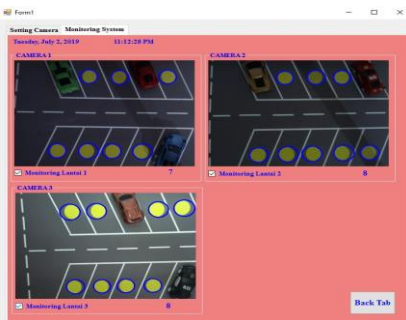 Form1
Setting Camera Monitoring System
Tuesday, July 2, 2019 11:12:20 PM
CAMERA 1
Monitoring Lantai 1 7
CAMERA 2
Monitoring Lantai 2 8
CAMERA 3
Monitoring Lantai 3 8
Back Tab